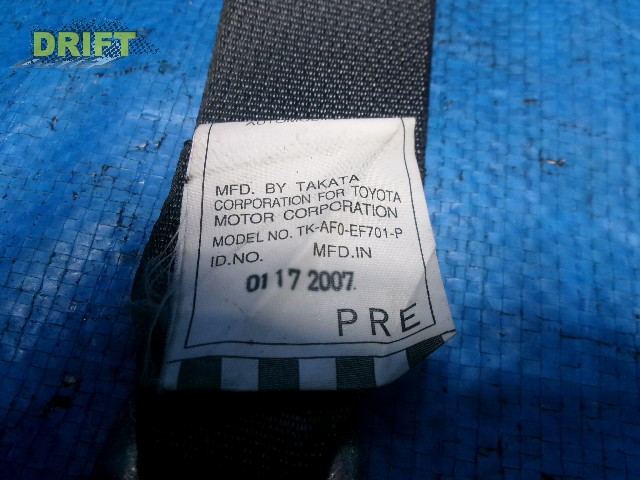 DRIFT
MFD. BY TAKATA
CORPORATION FOR TOYOTA
MOTOR CORPORATION
MODEL NO. TK-AF0-EF701-P
ID.NO. MFD.IN
01 17 2007.
PRE